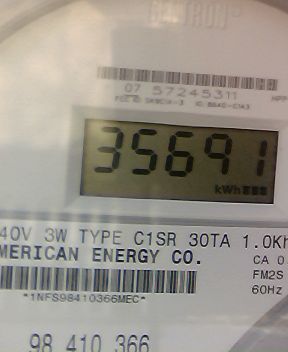 CENTRON®
07 57245311
35691
kWh
40V 3W TYPE C1SR 30TA 1.0Kh
MERICAN ENERGY CO.
CA 0
FM2S
60Hz
*1NFS98410366MEC*
98 410 366